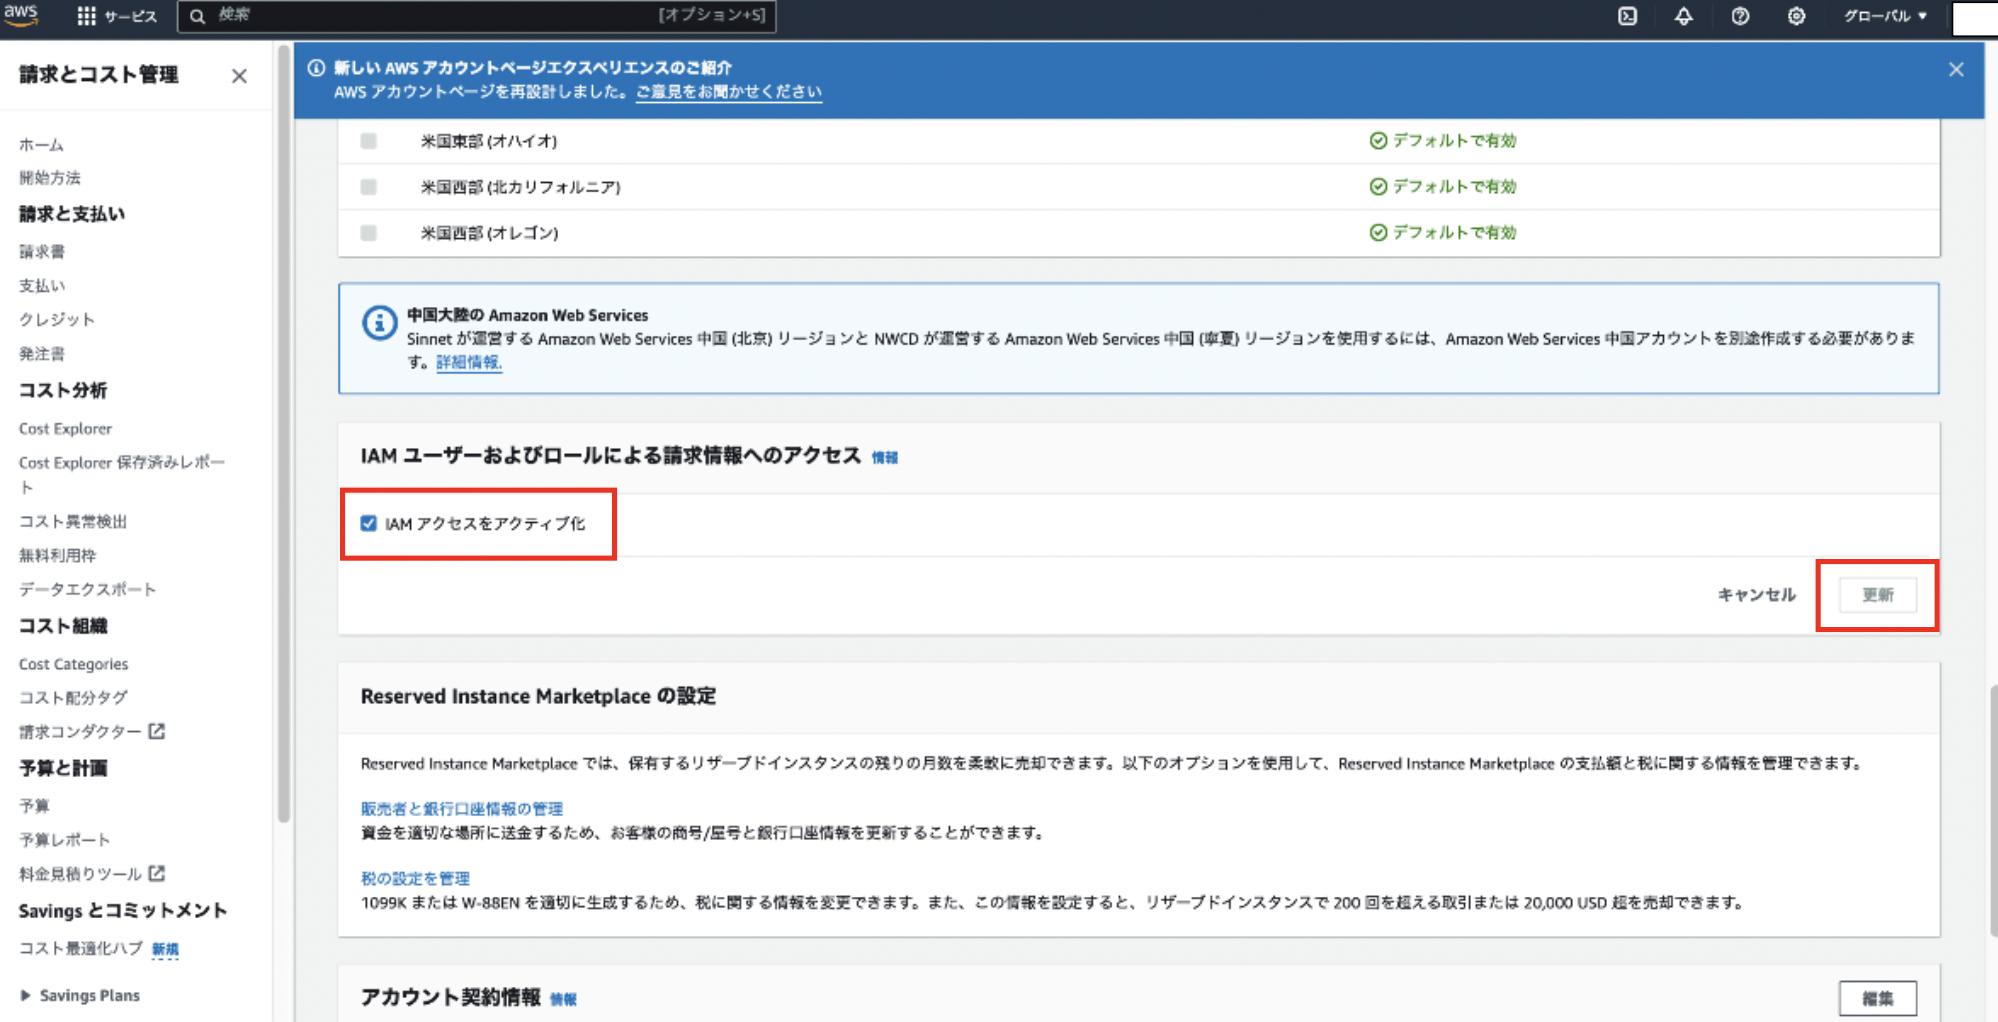 aws
サービス
検索
[オプション+S]
グローバル ▼
請求とコスト管理
ホーム
開始方法
請求と支払い
請求書
支払い
クレジット
発注書
コスト分析
Cost Explorer
Cost Explorer 保存済みレポー
ト
コスト異常検出
無料利用枠
データエクスポート
コスト組織
Cost Categories
コスト配分タグ
請求コンダクター
予算と計画
予算
予算レポート
料金見積りツール
Savings とコミットメント
コスト最適化ハブ 新規
Savings Plans
新しい AWS アカウントページエクスペリエンスのご紹介
AWS アカウントページを再設計しました。ご意見をお聞かせください
米国東部 (オハイオ) デフォルトで有効
米国西部 (北カリフォルニア) デフォルトで有効
米国西部 (オレゴン) デフォルトで有効
中国大陸の Amazon Web Services
Sinnet が運営する Amazon Web Services 中国 (北京) リージョンと NWCD が運営する Amazon Web Services 中国 (寧夏) リージョンを使用するには、Amazon Web Services 中国アカウントを別途作成する必要がありま
す。詳細情報.
IAM ユーザーおよびロールによる請求情報へのアクセス 情報
IAM アクセスをアクティブ化
キャンセル 更新
Reserved Instance Marketplace の設定
Reserved Instance Marketplace では、保有するリザーブドインスタンスの残りの月数を柔軟に売却できます。以下のオプションを使用して、Reserved Instance Marketplace の支払額と税に関する情報を管理できます。
販売者と銀行口座情報の管理
資金を適切な場所に送金するため、お客様の商号/屋号と銀行口座情報を更新することができます。
税の設定を管理
1099K または W-88EN を適切に生成するため、税に関する情報を変更できます。また、この情報を設定すると、リザーブドインスタンスで 200 回を超える取引または 20,000 USD 超を売却できます。
アカウント契約情報 情報
編集